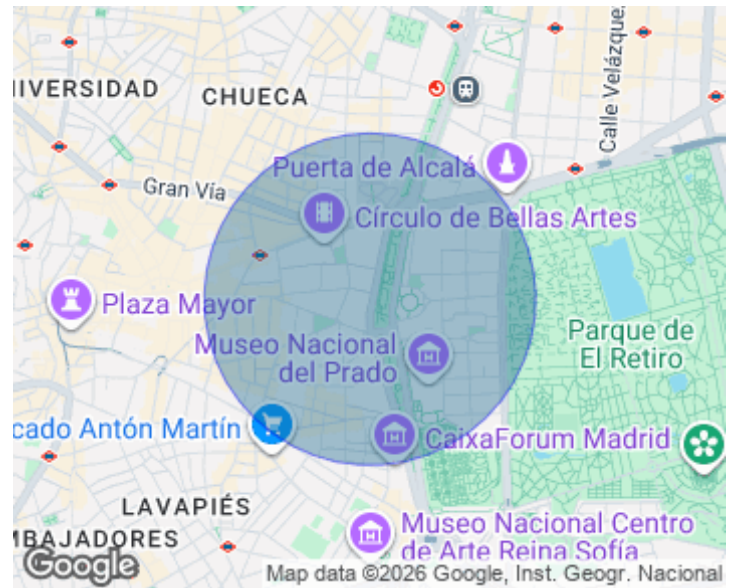 IVERSIDAD
CHUECA
Calle Velázque
Puerta de Alcalá
Gran Vía
Círculo de Bellas Artes
Plaza Mayor
Museo Nacional
del Prado
Parque de
El Retiro
cado Antón Martín
CaixaForum Madrid
LAVAPIÉS
MBAJADORES
Museo Nacional Centro
de Arte Reina Sofía
Google
Map data ©2026 Google, Inst. Geogr. Nacional